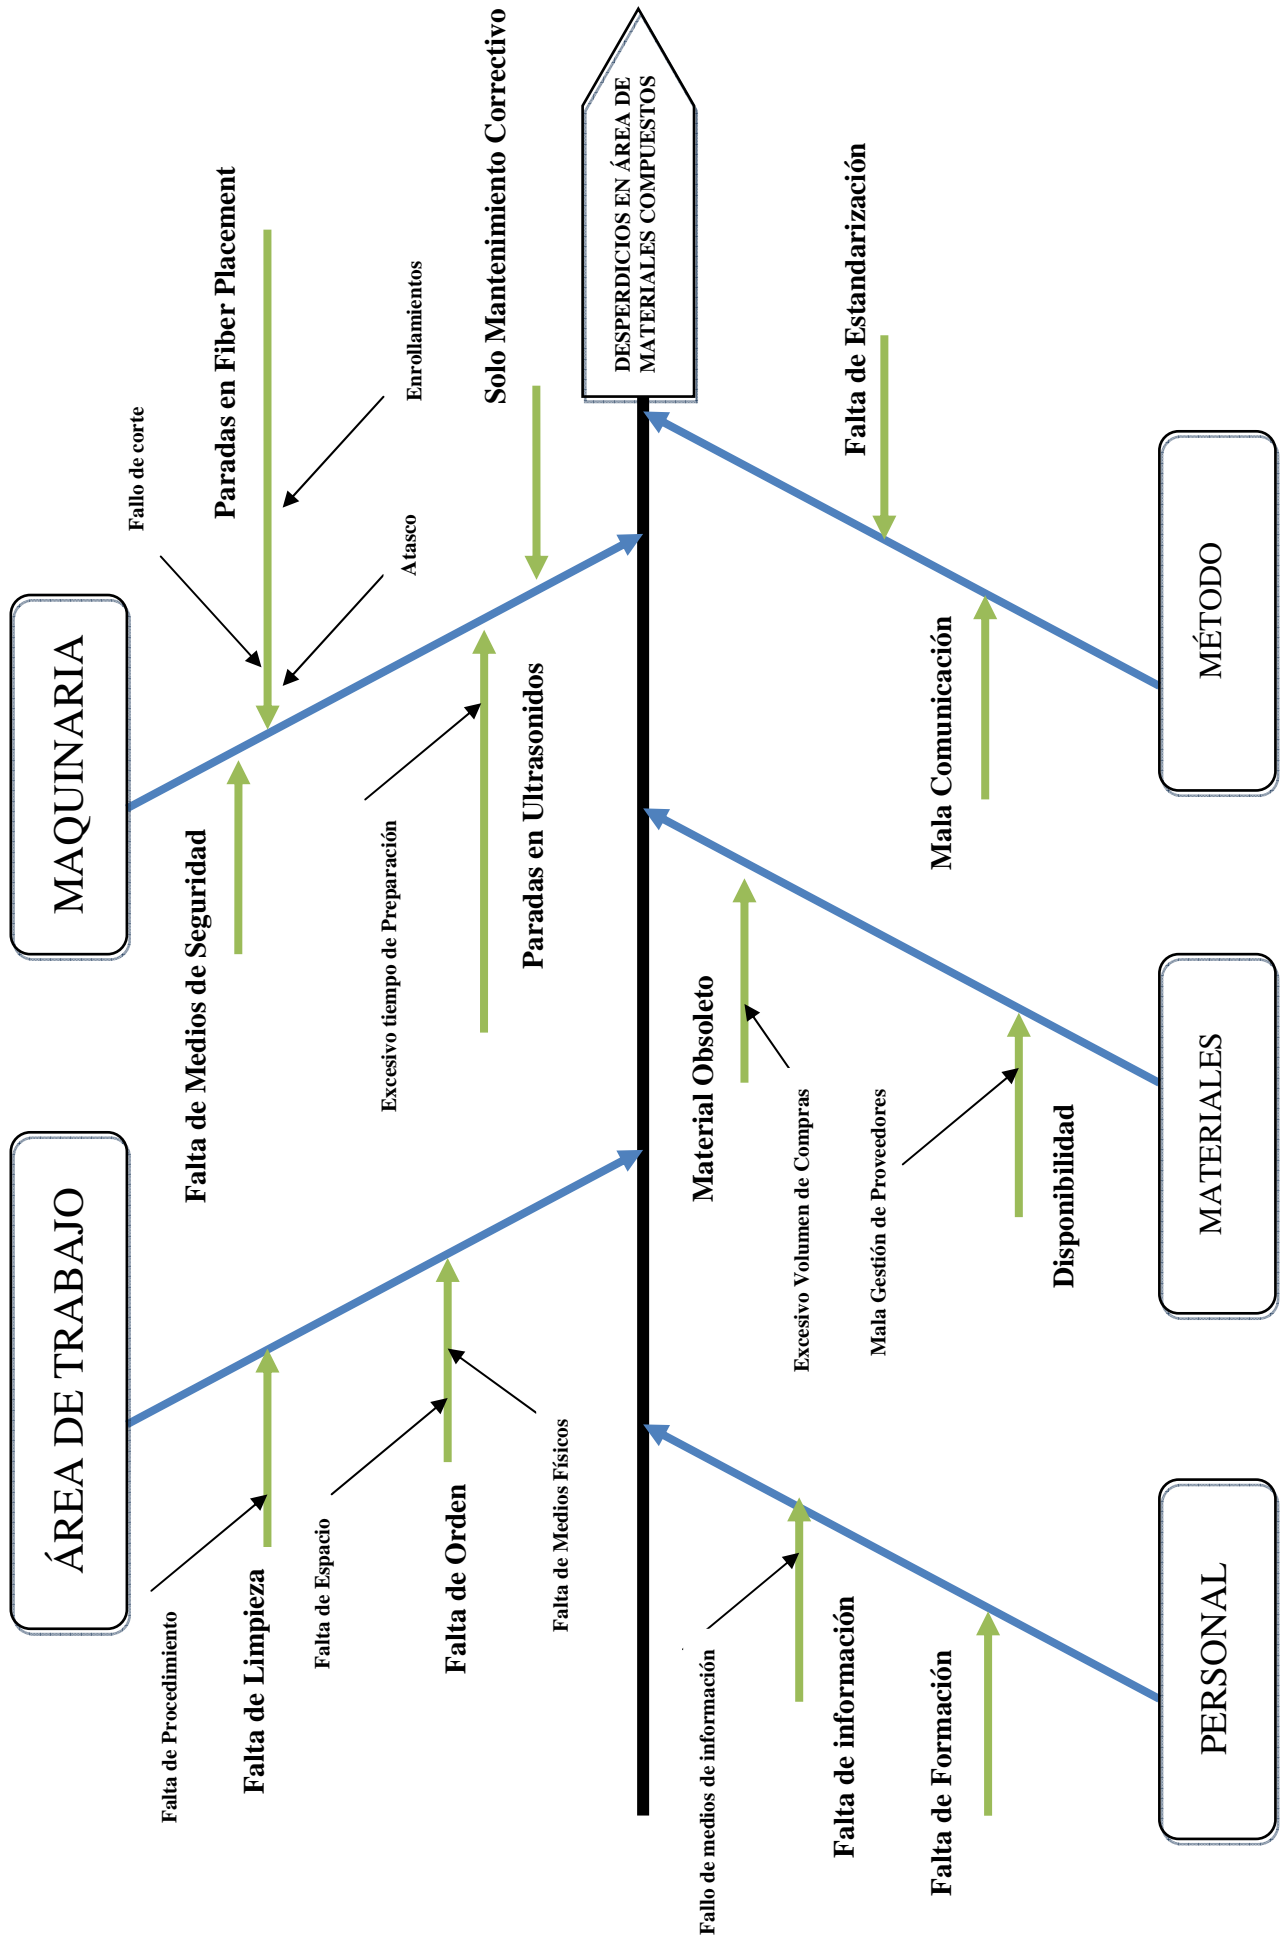 ÁREA DE TRABAJO
MAQUINARIA
Falta de Procedimiento
Falta de Limpieza
Falta de Espacio
Falta de Orden
Falta de Medios Físicos
Falta de Medios de Seguridad
Fallo de corte
Paradas en Fiber Placement
Atasco
Enrollamientos
Excesivo tiempo de Preparación
Paradas en Ultrasonidos
Solo Mantenimiento Correctivo
DESPERDICIOS EN ÁREA DE
MATERIALES COMPUESTOS
Fallo de medios de información
Falta de información
Falta de Formación
Material Obsoleto
Excesivo Volumen de Compras
Mala Gestión de Proveedores
Disponibilidad
Falta de Estandarización
Mala Comunicación
PERSONAL
MATERIALES
MÉTODO